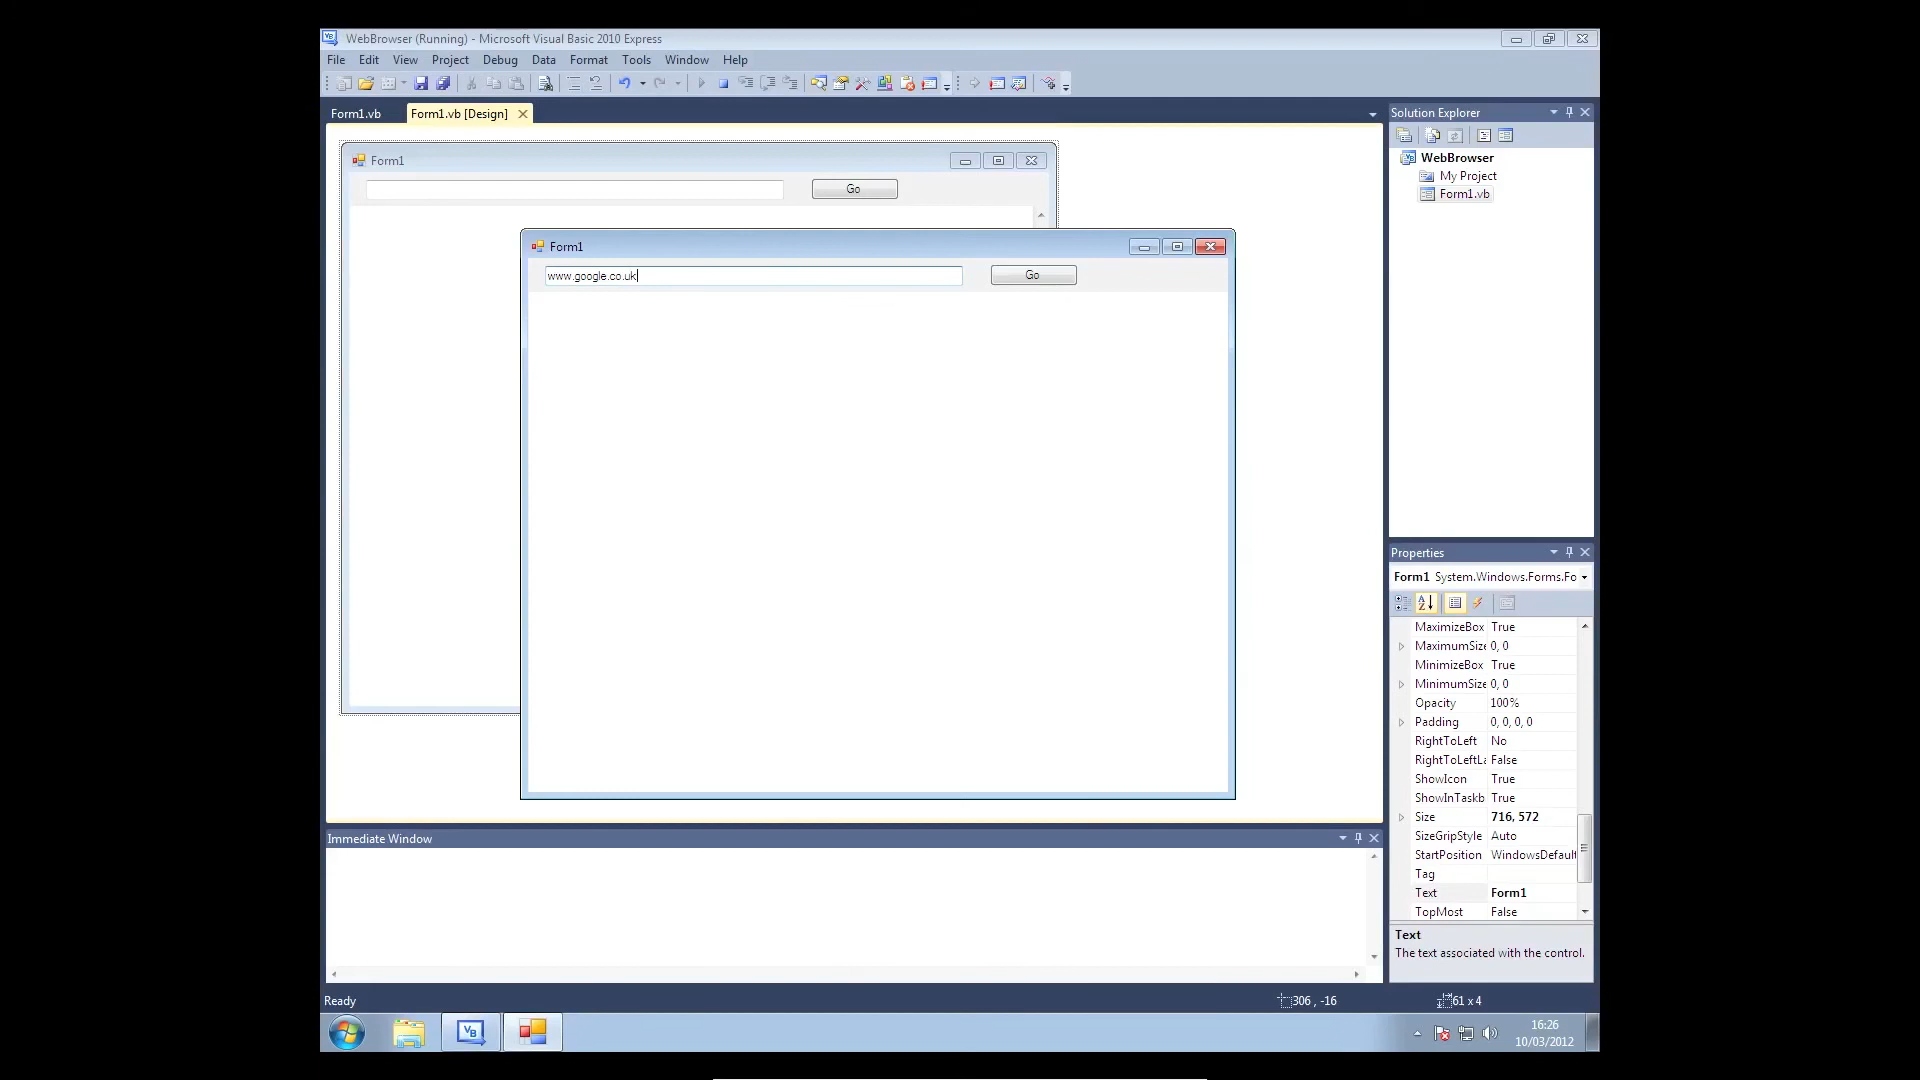 WebBrowser (Running) - Microsoft Visual Basic 2010 Express
File Edit View Project Debug Data Format Tools Window Help
Form1.vb Form1.vb [Design]
Form1
Go
Form1
www.google.co.uk Go
Solution Explorer
WebBrowser
My Project
Form1.vb
Properties
Form1 System.Windows.Forms.Fo
MaximizeBox True
MaximumSize 0, 0
MinimizeBox True
MinimumSize 0, 0
Opacity 100%
Padding 0, 0, 0, 0
RightToLeft No
RightToLeftLa False
ShowIcon True
ShowInTaskb True
Size 716, 572
SizeGripStyle Auto
StartPosition WindowsDefault
Tag
Text Form1
TopMost False
Text
The text associated with the control.
Immediate Window
Ready 306 , -16 61 x 4
VB
16:26
10/03/2012